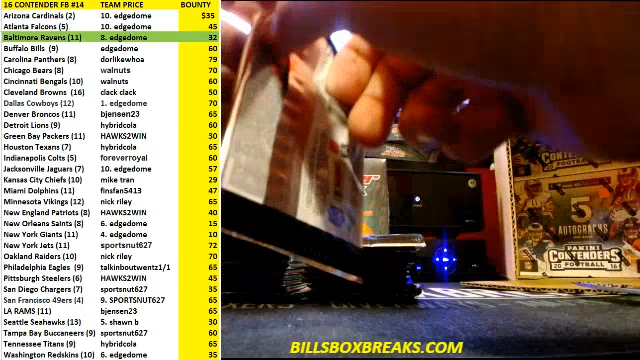 16 CONTENDER FB #14 TEAM PRICE BOUNTY
Arizona Cardinals (2) 10. edgedome $35
Atlanta Falcons (5) 10. edgedome 45
Baltimore Ravens (11) 8. edgedome 32
Buffalo Bills (9) edgedome 60
Carolina Panthers (8) dorlikewhoa 79
Chicago Bears (8) walnuts 70
Cincinnati Bengals (10) walnuts 60
Cleveland Browns (16) clack clack 50
Dallas Cowboys (12) 1. edgedome 70
Denver Broncos (11) bjensen23 65
Detroit Lions (9) hybridcola 60
Green Bay Packers (11) HAWKS2WIN 30
Houston Texans (7) hybridcola 65
Indianapolis Colts (5) foreverroyal 60
Jacksonville Jaguars (7) 10. edgedome 57
Kansas City Chiefs (10) mike tran 29
Miami Dolphins (11) finsfan5413 47
Minnesota Vikings (12) nick riley 65
New England Patriots (8) HAWKS2WIN 40
New Orleans Saints (8) 6. edgedome 15
New York Giants (11) 4. edgedome 10
New York Jets (11) sportsnut627 72
Oakland Raiders (10) nick riley 70
Philadelphia Eagles (9) talkinboutwentz1/1 65
Pittsburgh Steelers (6) HAWKS2WIN 45
San Diego Chargers (7) sportsnut627 65
San Francisco 49ers (4) 9. SPORTSNUT627 65
LA RAMS (11) bjensen23 65
Seattle Seahawks (13) 5. shawn b 30
Tampa Bay Buccaneers (9) sportsnut627 60
Tennessee Titans (9) hybridcola 65
Washington Redskins (10) 6. edgedome 35
CONTENDERS
5
AUTOGRAPHS
PANINI
CONTENDERS
FOOTBALL 2016
BILLSBOXBREAKS.COM